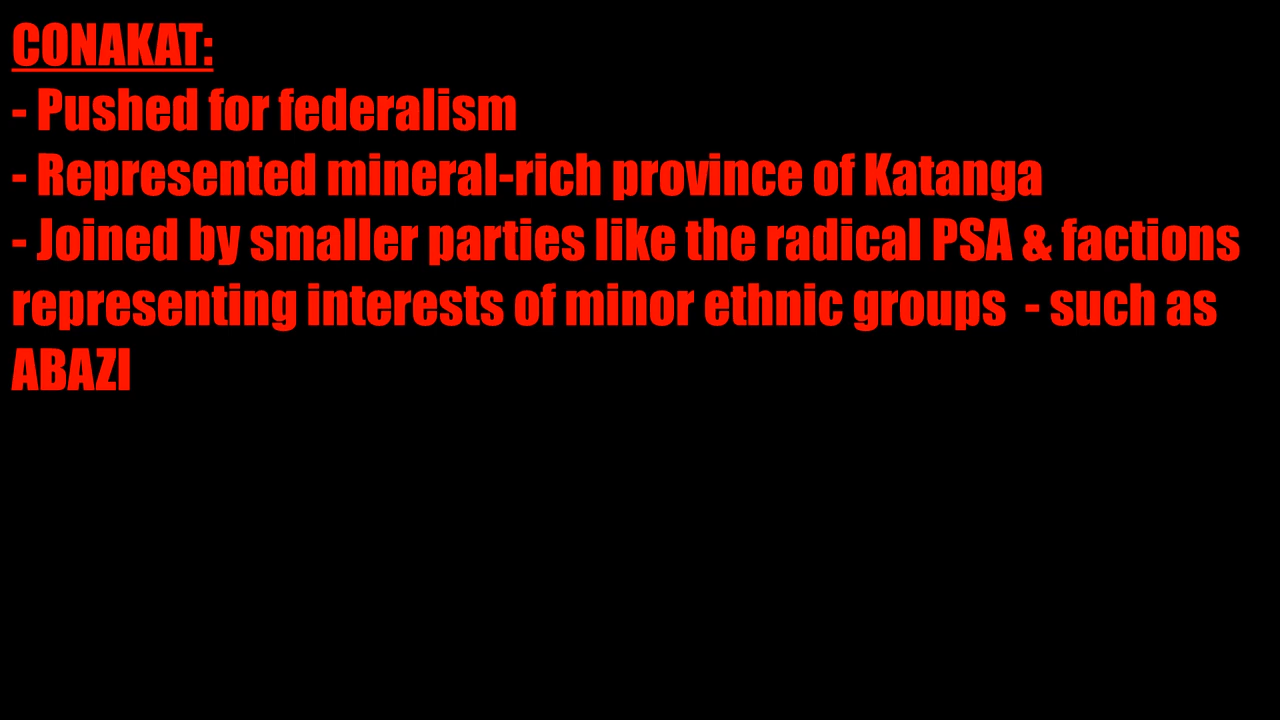 CONAKAT:
- Pushed for federalism
- Represented mineral-rich province of Katanga
- Joined by smaller parties like the radical PSA & factions
representing interests of minor ethnic groups  - such as
ABAZI